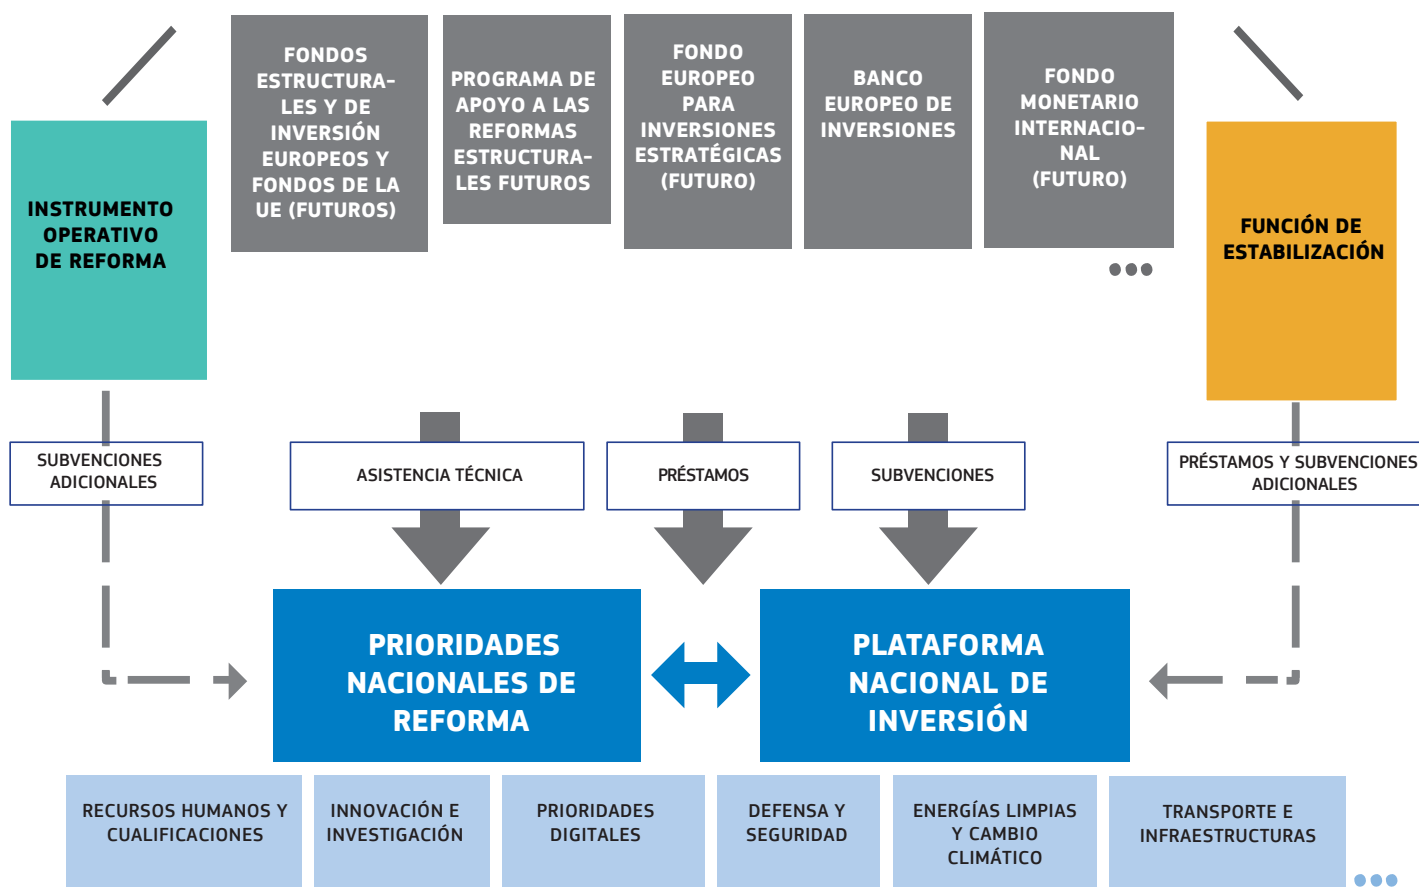 FONDOS
ESTRUCTURA-
LES Y DE
INVERSIÓN
EUROPEOS Y
FONDOS DE LA
UE (FUTUROS)
PROGRAMA DE
APOYO A LAS
REFORMAS
ESTRUCTURA-
LES FUTUROS
FONDO
EUROPEO
PARA
INVERSIONES
ESTRATÉGICAS
(FUTURO)
BANCO
EUROPEO DE
INVERSIONES
FONDO
MONETARIO
INTERNACIO-
NAL
(FUTURO)
INSTRUMENTO
OPERATIVO
DE REFORMA
FUNCIÓN DE
ESTABILIZACIÓN
SUBVENCIONES
ADICIONALES
ASISTENCIA TÉCNICA
PRÉSTAMOS
SUBVENCIONES
PRÉSTAMOS Y SUBVENCIONES
ADICIONALES
PRIORIDADES
NACIONALES DE
REFORMA
PLATAFORMA
NACIONAL DE
INVERSIÓN
RECURSOS HUMANOS Y
CUALIFICACIONES
INNOVACIÓN E
INVESTIGACIÓN
PRIORIDADES
DIGITALES
DEFENSA Y
SEGURIDAD
ENERGÍAS LIMPIAS
Y CAMBIO
CLIMÁTICO
TRANSPORTE E
INFRAESTRUCTURAS